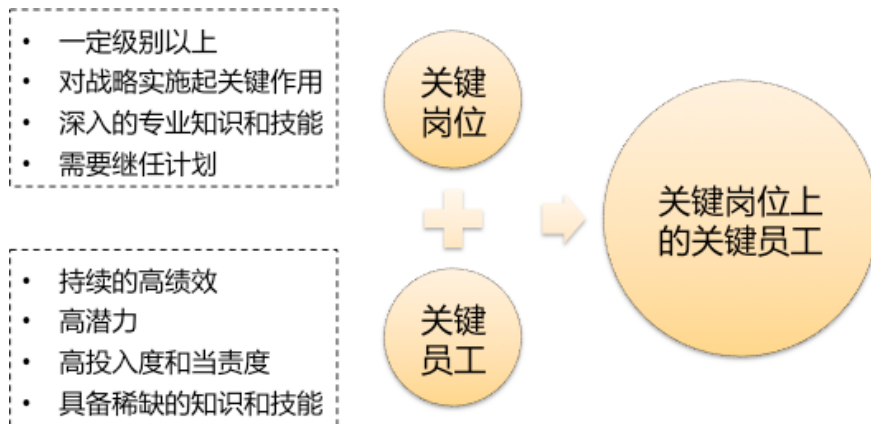 • 一定级别以上
• 对战略实施起关键作用
• 深入的专业知识和技能
• 需要继任计划
关键
岗位
• 持续的高绩效
• 高潜力
• 高投入度和当责度
• 具备稀缺的知识和技能
关键
员工
关键岗位上
的关键员工